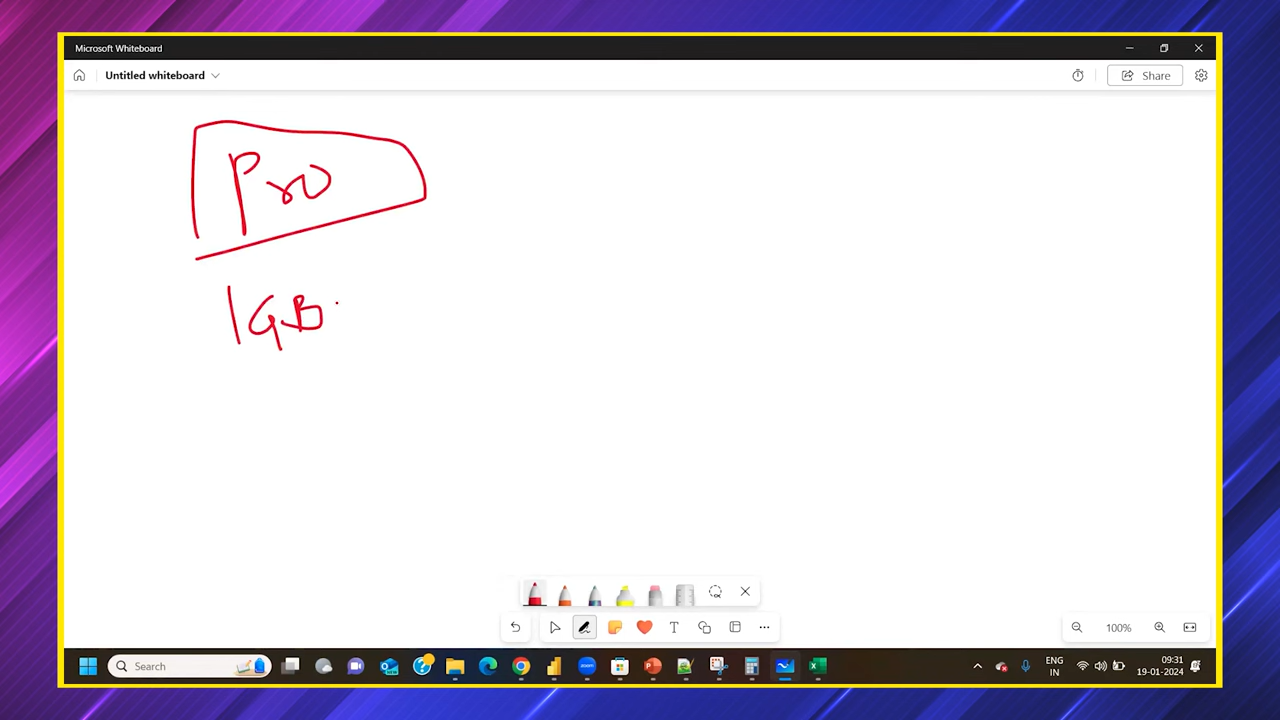 Microsoft Whiteboard
Untitled whiteboard
Share
Pro
1GB
100%
Search
ENG
IN
09:31
19-01-2024